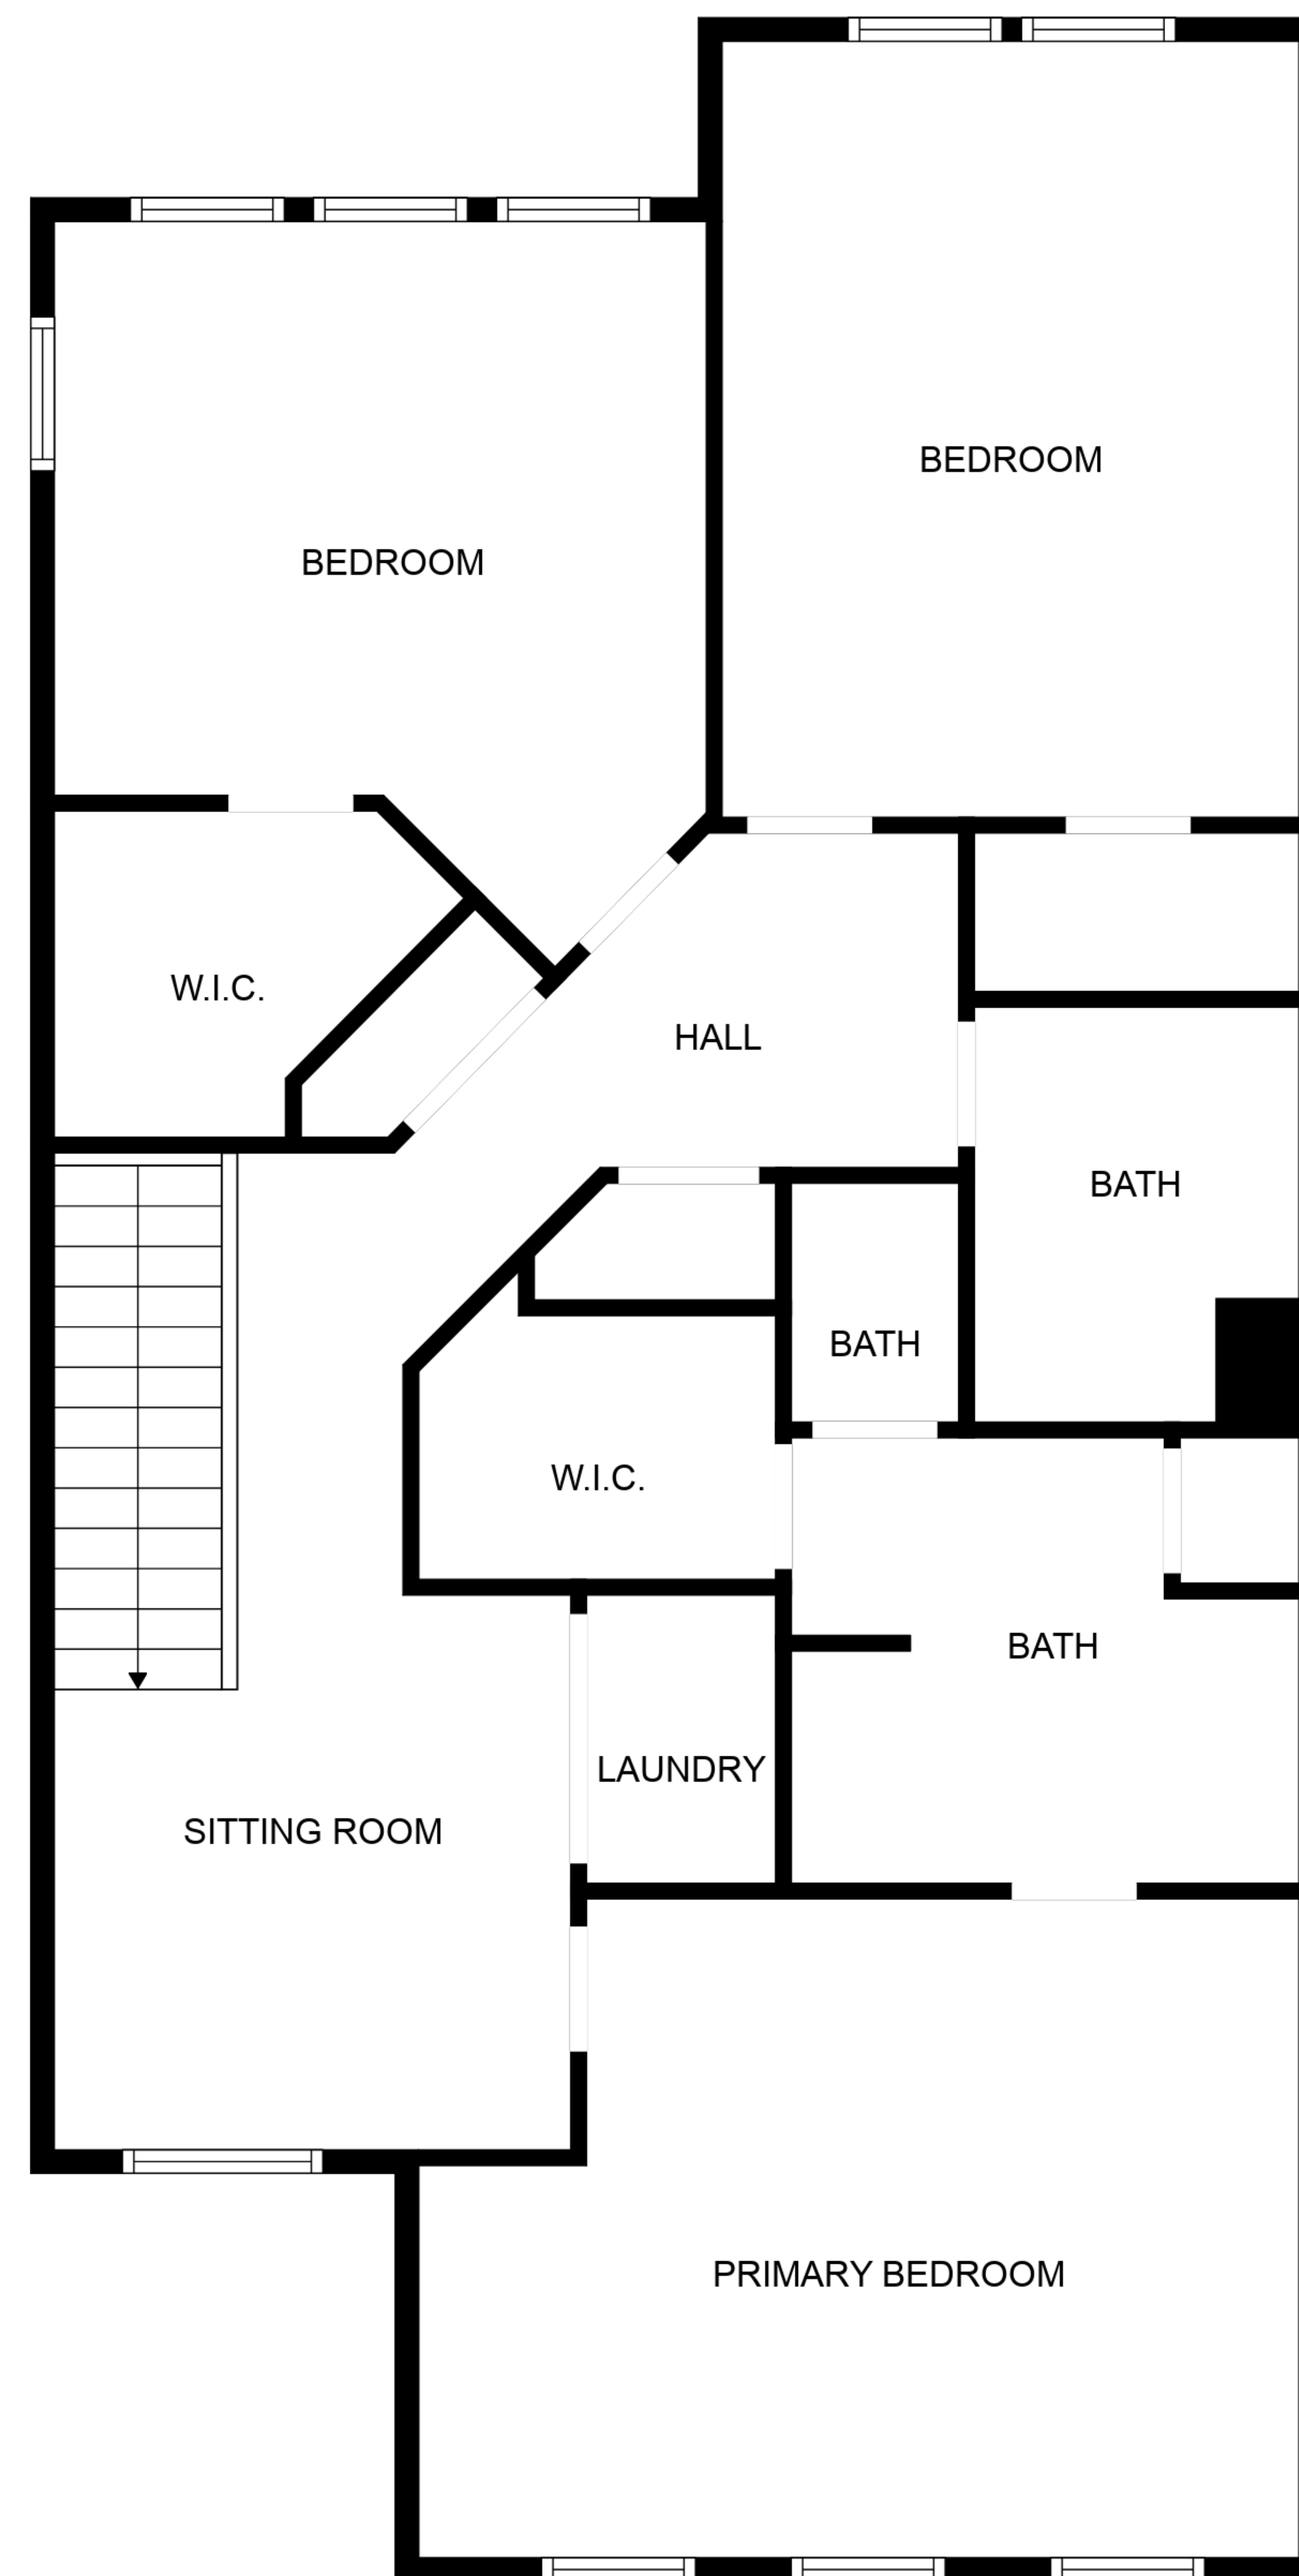 BEDROOM
BEDROOM
W.I.C.
HALL
BATH
BATH
W.I.C.
BATH
LAUNDRY
SITTING ROOM
PRIMARY BEDROOM